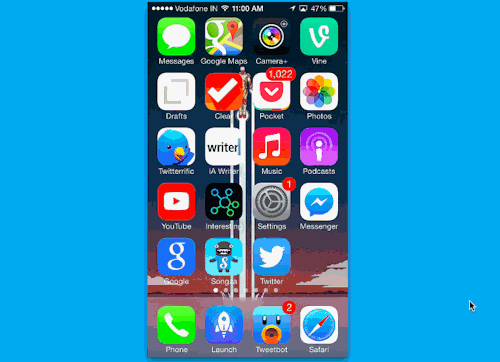 Vodafone IN 11:00 AM 47%
Messages Google Maps Camera+ Vine
1,022
Drafts Clear Pocket Photos
writer
Twitterrific iA Writer Music Podcasts
1
YouTube Interesting Settings Messenger
g
Google Songza Twitter
2
Phone Launch Tweetbot Safari